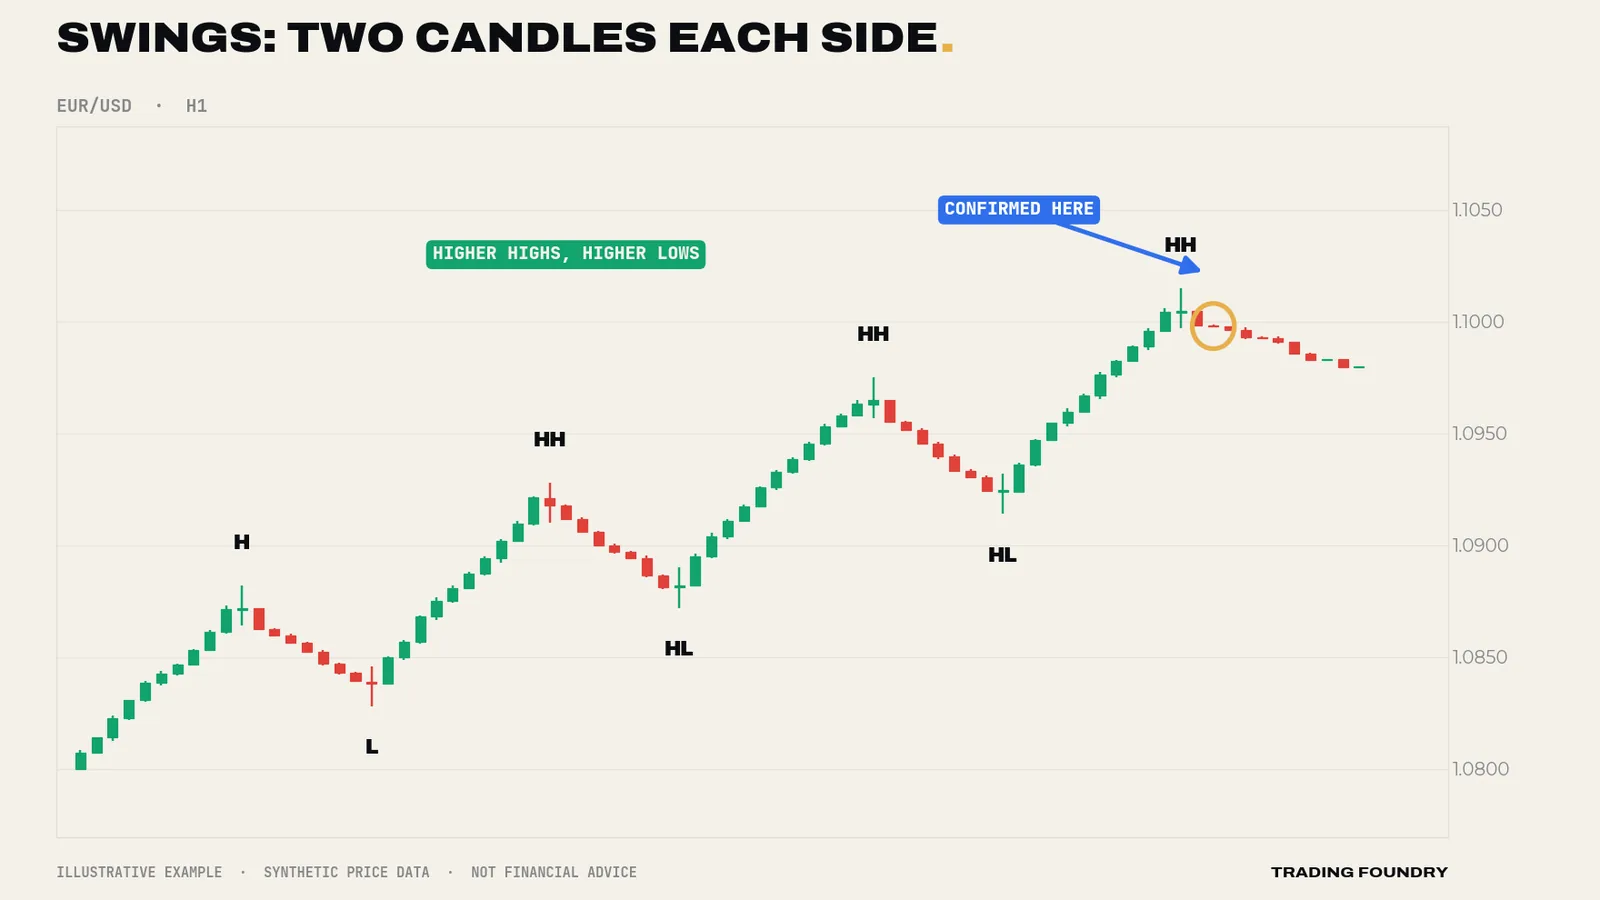 SWINGS: TWO CANDLES EACH SIDE.
EUR/USD · H1
CONFIRMED HERE
1.1050
HH
HIGHER HIGHS, HIGHER LOWS
1.1000
HH
HH
1.0950
H
HL
1.0900
HL
1.0850
L
1.0800
ILLUSTRATIVE EXAMPLE · SYNTHETIC PRICE DATA · NOT FINANCIAL ADVICE
TRADING FOUNDRY